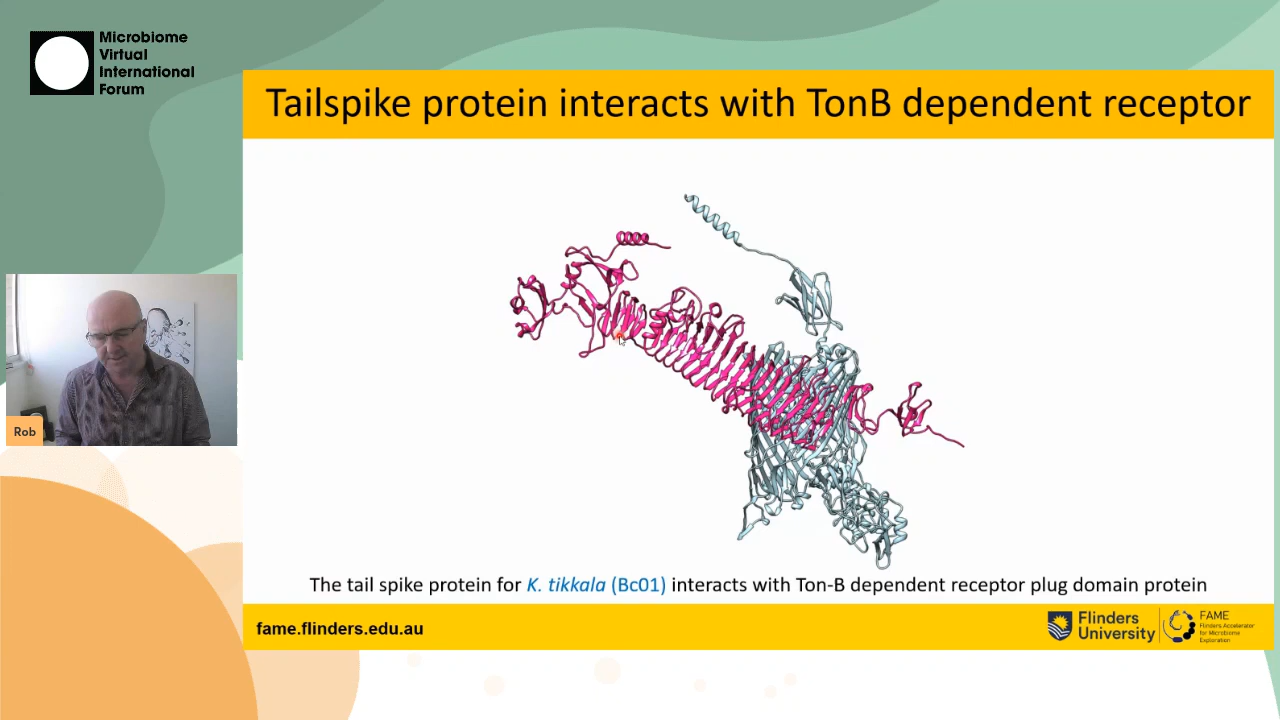 Microbiome
Virtual
International
Forum
Tailspike protein interacts with TonB dependent receptor
Rob
The tail spike protein for K. tikkala (Bc01) interacts with Ton-B dependent receptor plug domain protein
fame.flinders.edu.au
Flinders
University
FAME
Flinders Accelerator
for Microbiome
Exploration